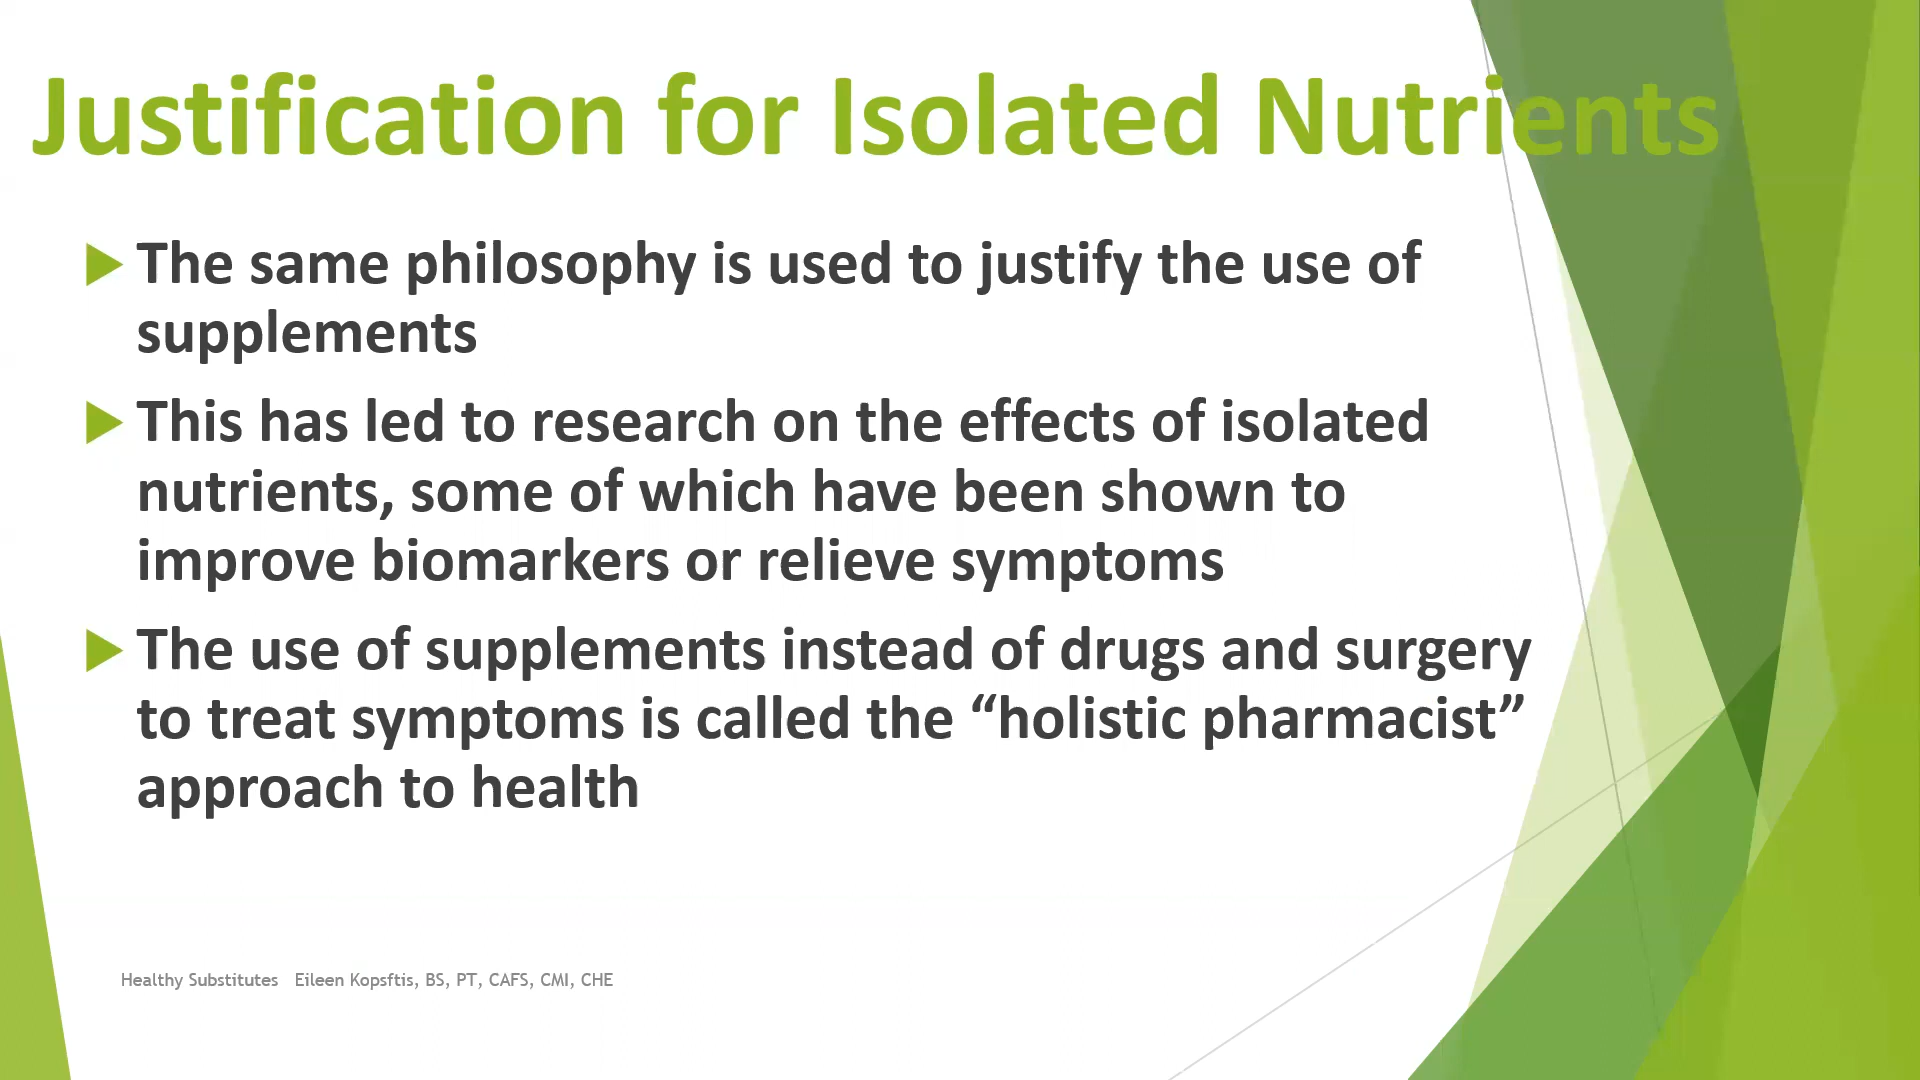 Justification for Isolated Nutrients
The same philosophy is used to justify the use of
supplements
This has led to research on the effects of isolated
nutrients, some of which have been shown to
improve biomarkers or relieve symptoms
The use of supplements instead of drugs and surgery
to treat symptoms is called the “holistic pharmacist”
approach to health
Healthy Substitutes Eileen Kopsftis, BS, PT, CAFS, CMI, CHE